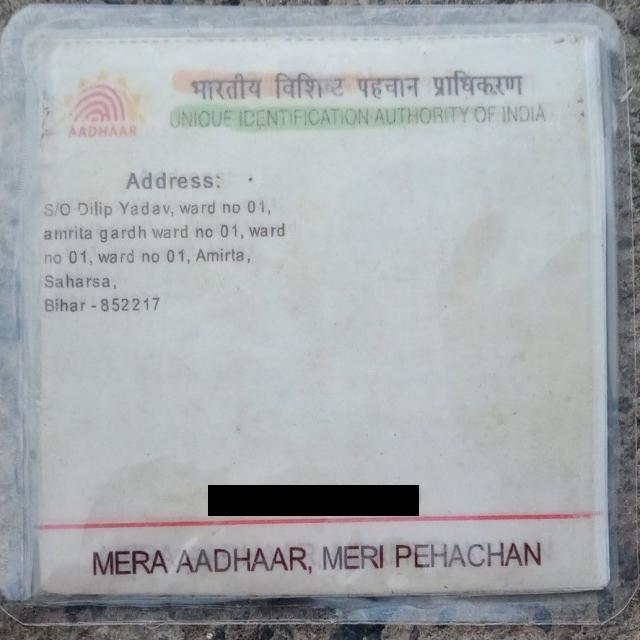 भारतीय विशिष्ट पहचान प्राधिकरण
AADHAAR
UNIQUE IDENTIFICATION AUTHORITY OF INDIA
Address:
S/O Dilip Yadav, ward no 01,
amrita gardh ward no 01, ward
no 01, ward no 01, Amirta,
Saharsa,
Bihar - 852217
MERA AADHAAR, MERI PEHACHAN